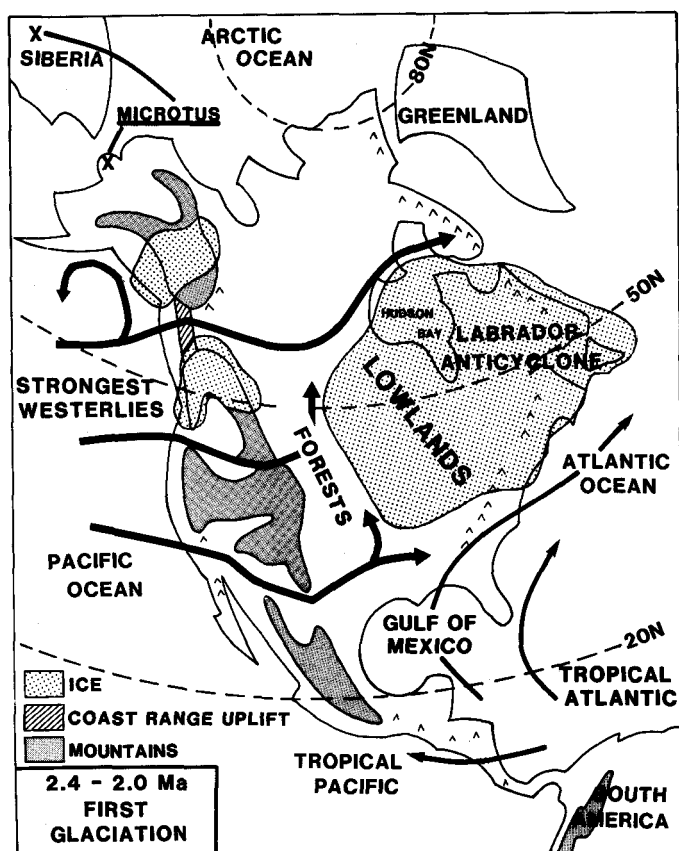 X
SIBERIA
ARCTIC
OCEAN
80N
GREENLAND
MICROTUS
X
50N
HUDSON
BAY
LABRADOR
ANTICYCLONE
STRONGEST
WESTERLIES
LOWLANDS
FORESTS
ATLANTIC
OCEAN
PACIFIC
OCEAN
GULF OF
MEXICO
20N
TROPICAL
ATLANTIC
ICE
COAST RANGE UPLIFT
MOUNTAINS
TROPICAL
PACIFIC
2.4 – 2.0 Ma
FIRST
GLACIATION
SOUTH
AMERICA